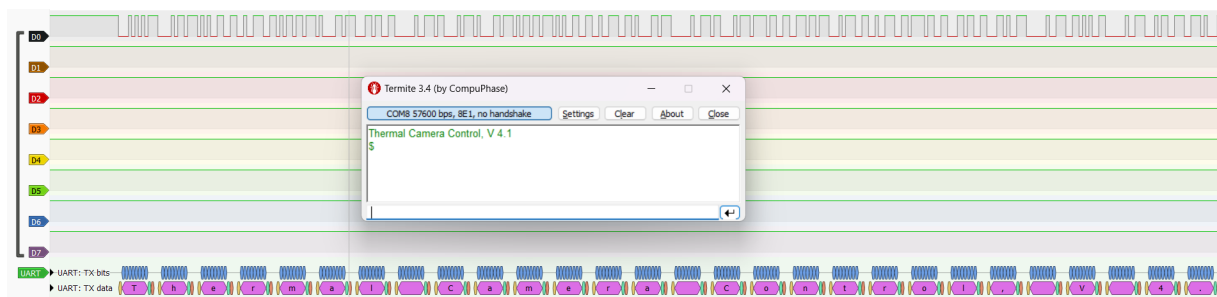 D0
D1
D2
Termite 3.4 (by CompuPhase)
COM8 57600 bps, 8E1, no handshake Settings Clear About Close
Thermal Camera Control, V 4.1
$
D3
D4
D5
D6
D7
UART UART: TX bits
UART: TX data T h e r m a l C a m e r a C o n t r o l , V 4 .